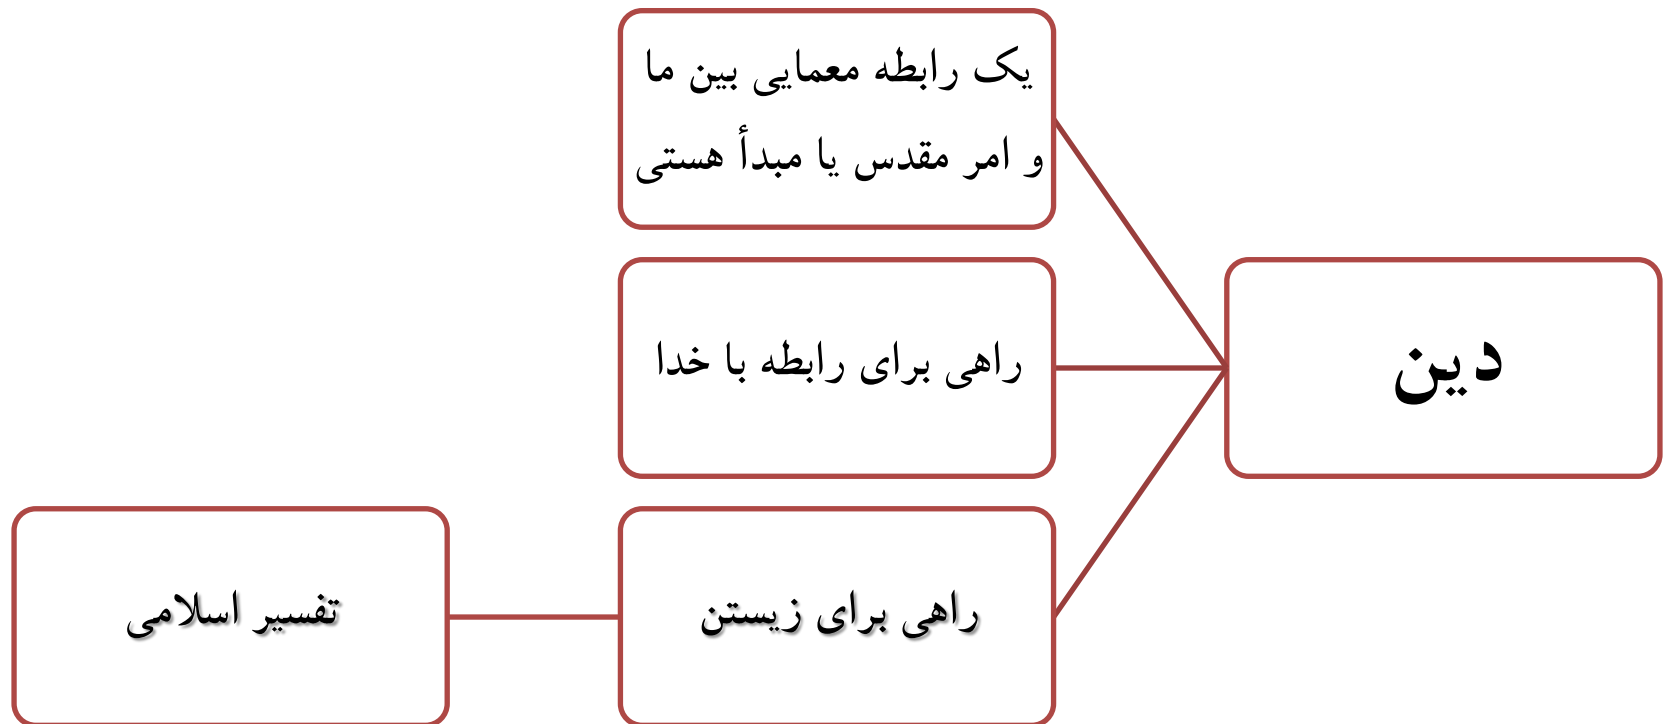 دین
یک رابطه معمایی بین ما
و امر مقدس یا مبدأ هستی
راهی برای رابطه با خدا
راهی برای زیستن
تفسیر اسلامی